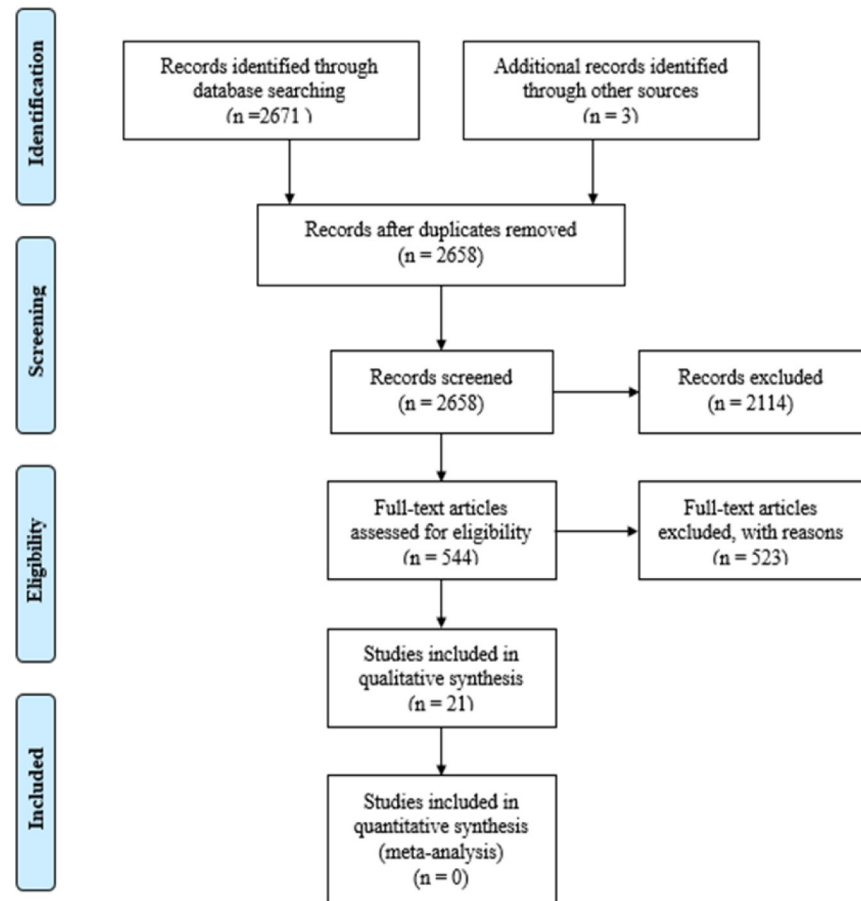 Identification
Records identified through
database searching
(n =2671 )
Additional records identified
through other sources
(n = 3)
Records after duplicates removed
(n = 2658)
Screening
Records screened
(n = 2658)
Records excluded
(n = 2114)
Eligibility
Full-text articles
assessed for eligibility
(n = 544)
Full-text articles
excluded, with reasons
(n = 523)
Studies included in
qualitative synthesis
(n = 21)
Included
Studies included in
quantitative synthesis
(meta-analysis)
(n = 0)